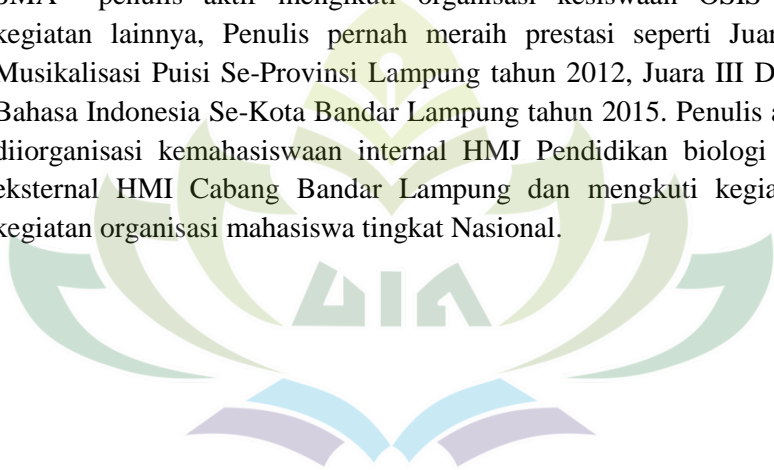 SMA penulis aktif mengikuti organisasi kesiswaan OSIS
kegiatan lainnya, Penulis pernah meraih prestasi seperti Juar
Musikalisasi Puisi Se-Provinsi Lampung tahun 2012, Juara III D
Bahasa Indonesia Se-Kota Bandar Lampung tahun 2015. Penulis a
diiorganisasi kemahasiswaan internal HMJ Pendidikan biologi
eksternal HMI Cabang Bandar Lampung dan mengkuti kegia
kegiatan organisasi mahasiswa tingkat Nasional.